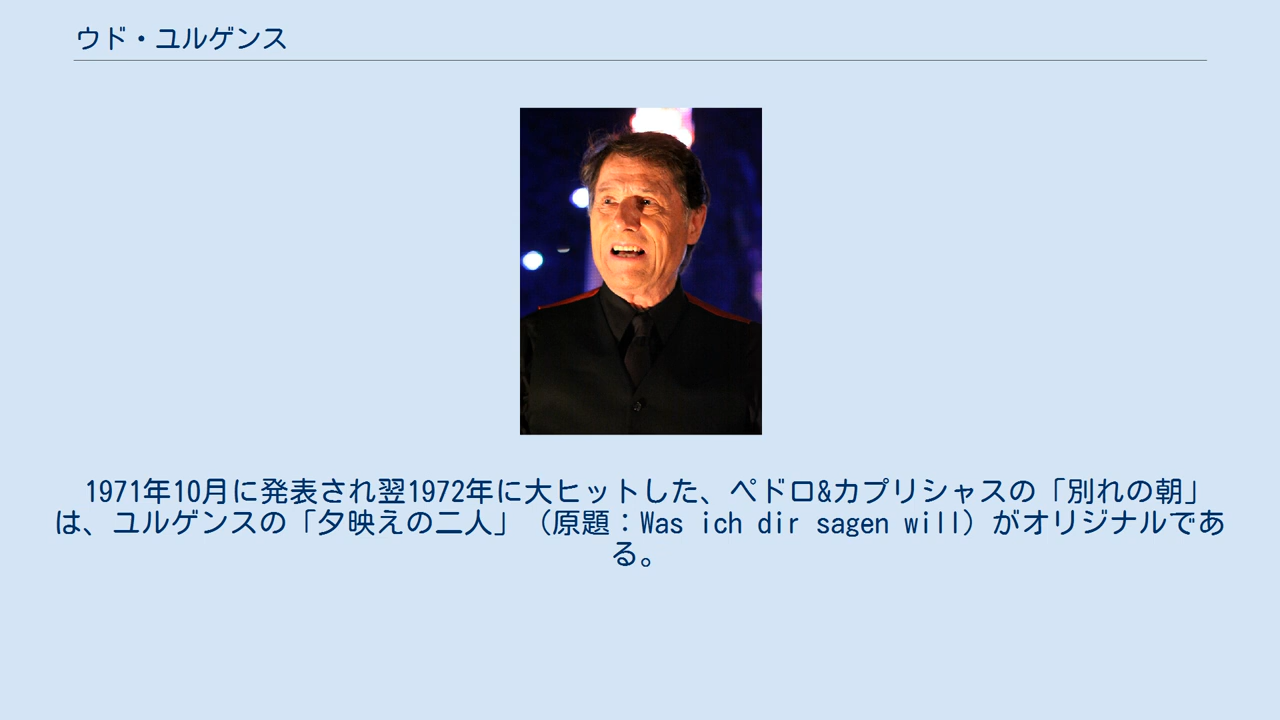 ウド・ユルゲンス
1971年10月に発表され翌1972年に大ヒットした、ペドロ&カプリシャスの「別れの朝」
は、ユルゲンスの「夕映えの二人」（原題：Was ich dir sagen will）がオリジナルであ
る。